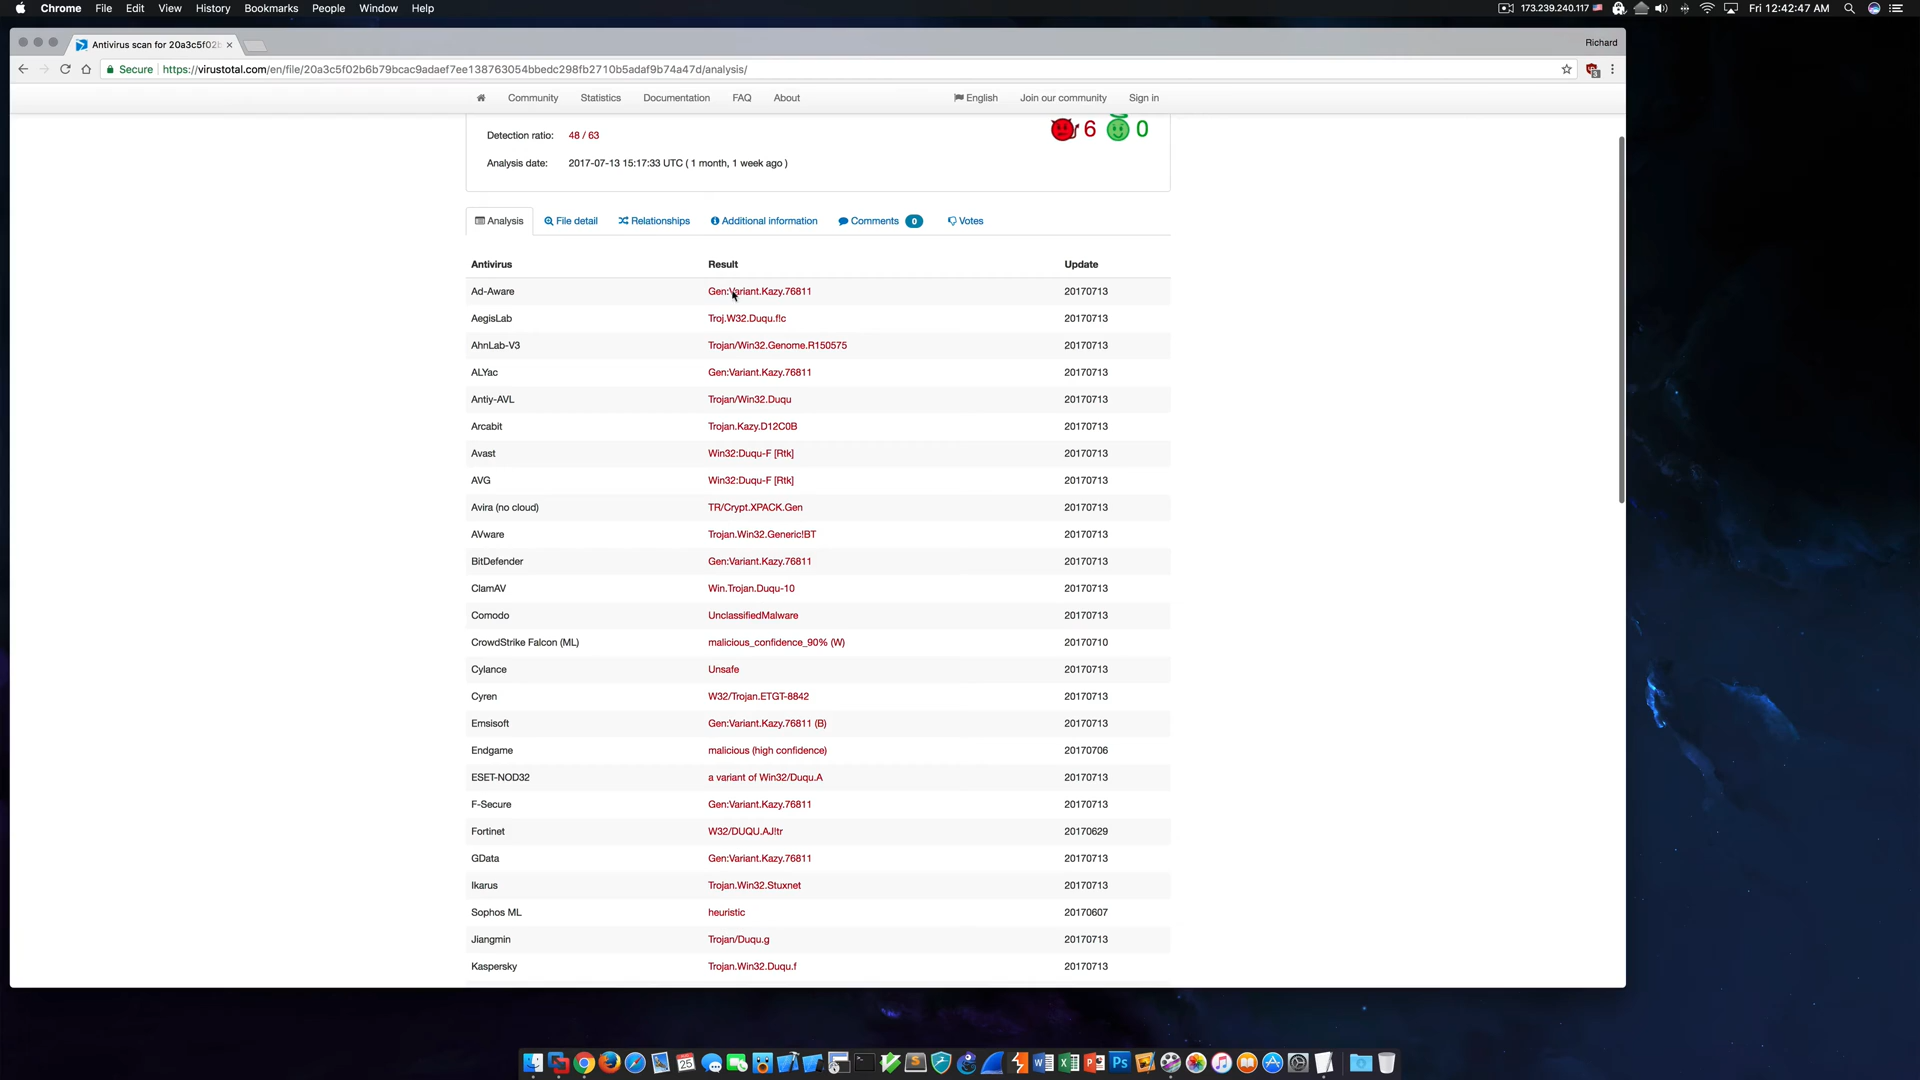 Chrome File Edit View History Bookmarks People Window Help 173.239.240.117 Fri 12:42:47 AM
Antivirus scan for 20a3c5f02b Richard
Secure https://virustotal.com/en/file/20a3c5f02b6b79bcac9adaef7ee138763054bbedc298fb2710b5adaf9b74a47d/analysis/
Community Statistics Documentation FAQ About English Join our community Sign in
Detection ratio: 48 / 63 6 0
Analysis date: 2017-07-13 15:17:33 UTC ( 1 month, 1 week ago )
Analysis File detail Relationships Additional information Comments 0 Votes
Antivirus Result Update
Ad-Aware Gen:Variant.Kazy.76811 20170713
AegisLab Troj.W32.Duqu.f!c 20170713
AhnLab-V3 Trojan/Win32.Genome.R150575 20170713
ALYac Gen:Variant.Kazy.76811 20170713
Antiy-AVL Trojan/Win32.Duqu 20170713
Arcabit Trojan.Kazy.D12C0B 20170713
Avast Win32:Duqu-F [Rtk] 20170713
AVG Win32:Duqu-F [Rtk] 20170713
Avira (no cloud) TR/Crypt.XPACK.Gen 20170713
AVware Trojan.Win32.Generic!BT 20170713
BitDefender Gen:Variant.Kazy.76811 20170713
ClamAV Win.Trojan.Duqu-10 20170713
Comodo UnclassifiedMalware 20170713
CrowdStrike Falcon (ML) malicious_confidence_90% (W) 20170710
Cylance Unsafe 20170713
Cyren W32/Trojan.ETGT-8842 20170713
Emsisoft Gen:Variant.Kazy.76811 (B) 20170713
Endgame malicious (high confidence) 20170706
ESET-NOD32 a variant of Win32/Duqu.A 20170713
F-Secure Gen:Variant.Kazy.76811 20170713
Fortinet W32/DUQU.AJ!tr 20170629
GData Gen:Variant.Kazy.76811 20170713
Ikarus Trojan.Win32.Stuxnet 20170713
Sophos ML heuristic 20170607
Jiangmin Trojan/Duqu.g 20170713
Kaspersky Trojan.Win32.Duqu.f 20170713
25 Ps